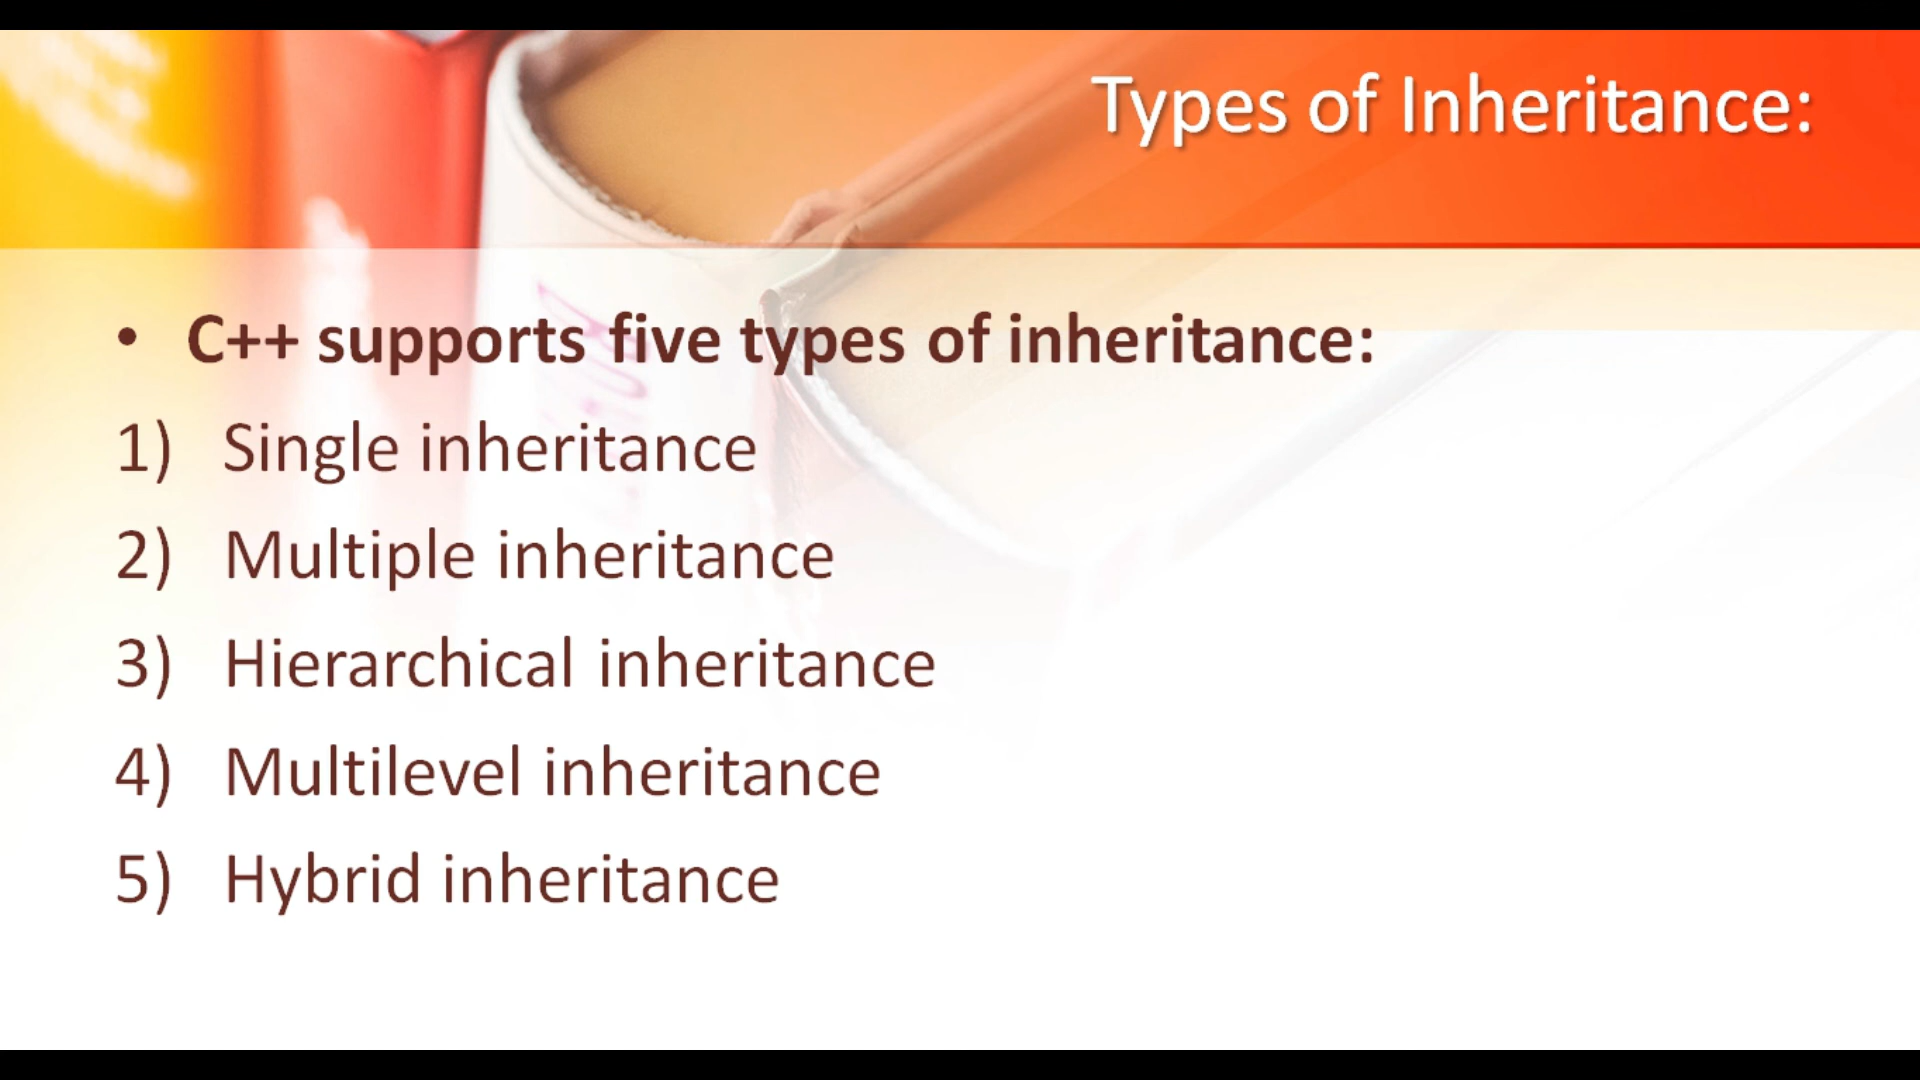 Types of Inheritance:
• C++ supports five types of inheritance:
1) Single inheritance
2) Multiple inheritance
3) Hierarchical inheritance
4) Multilevel inheritance
5) Hybrid inheritance